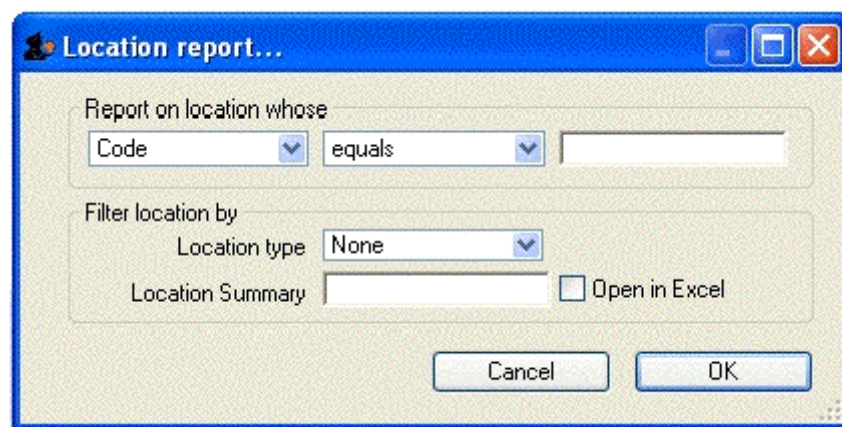 Location report...
Report on location whose
Code equals
Filter location by
Location type None
Location Summary Open in Excel
Cancel OK